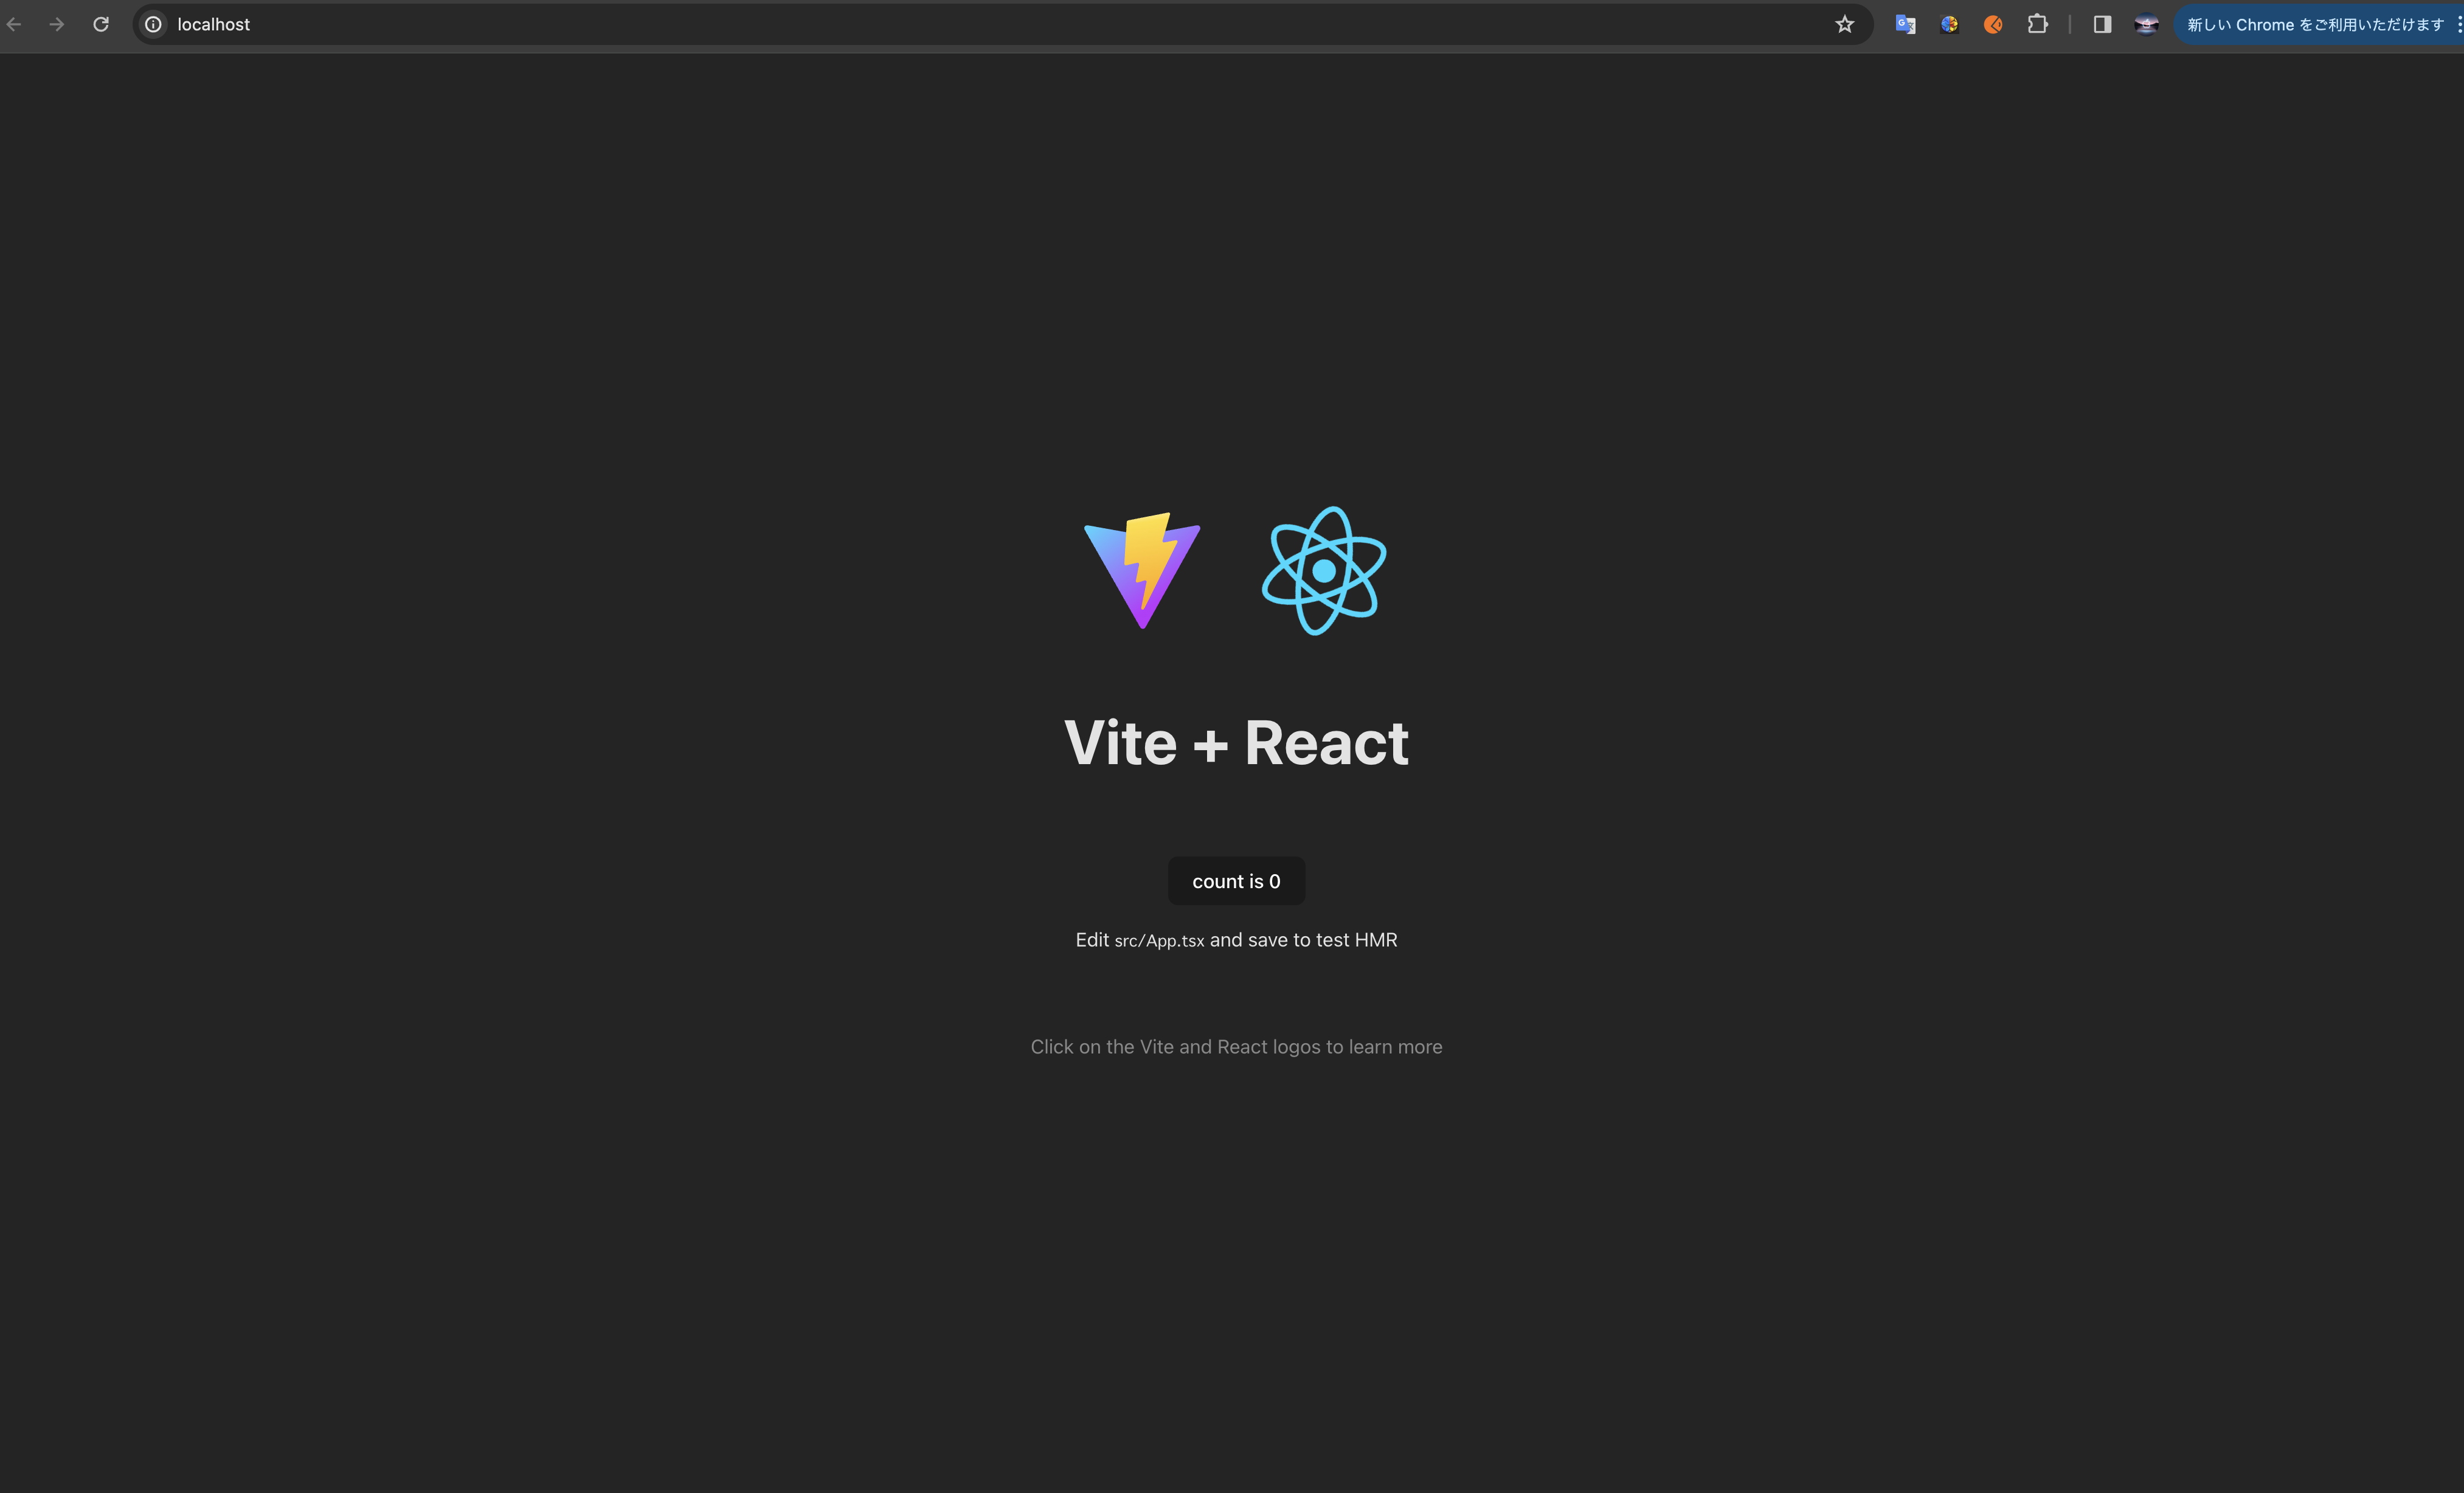 localhost
新しい Chrome をご利用いただけます
Vite + React
count is 0
Edit src/App.tsx and save to test HMR
Click on the Vite and React logos to learn more